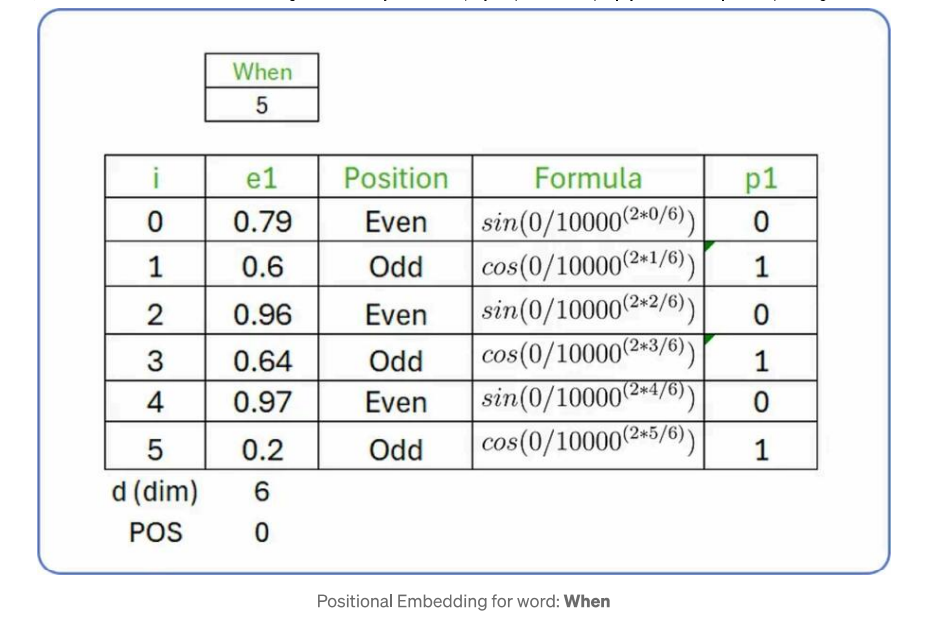 When
5
i e1 Position Formula p1
0 0.79 Even sin(0/10000^(2*0/6)) 0
1 0.6 Odd cos(0/10000^(2*1/6)) 1
2 0.96 Even sin(0/10000^(2*2/6)) 0
3 0.64 Odd cos(0/10000^(2*3/6)) 1
4 0.97 Even sin(0/10000^(2*4/6)) 0
5 0.2 Odd cos(0/10000^(2*5/6)) 1
d (dim) 6
POS 0
Positional Embedding for word: When